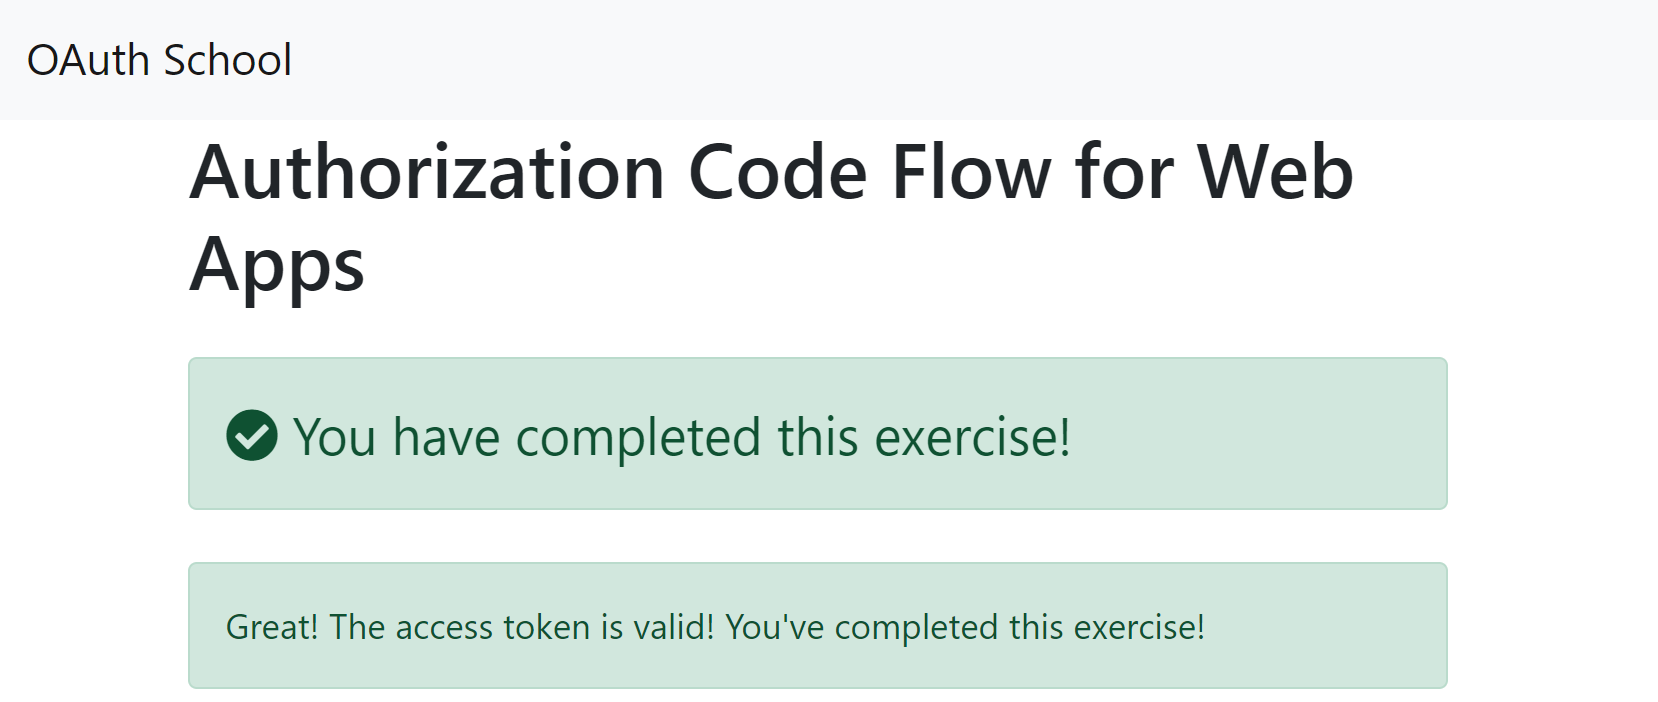 OAuth School
Authorization Code Flow for Web
Apps
You have completed this exercise!
Great! The access token is valid! You've completed this exercise!